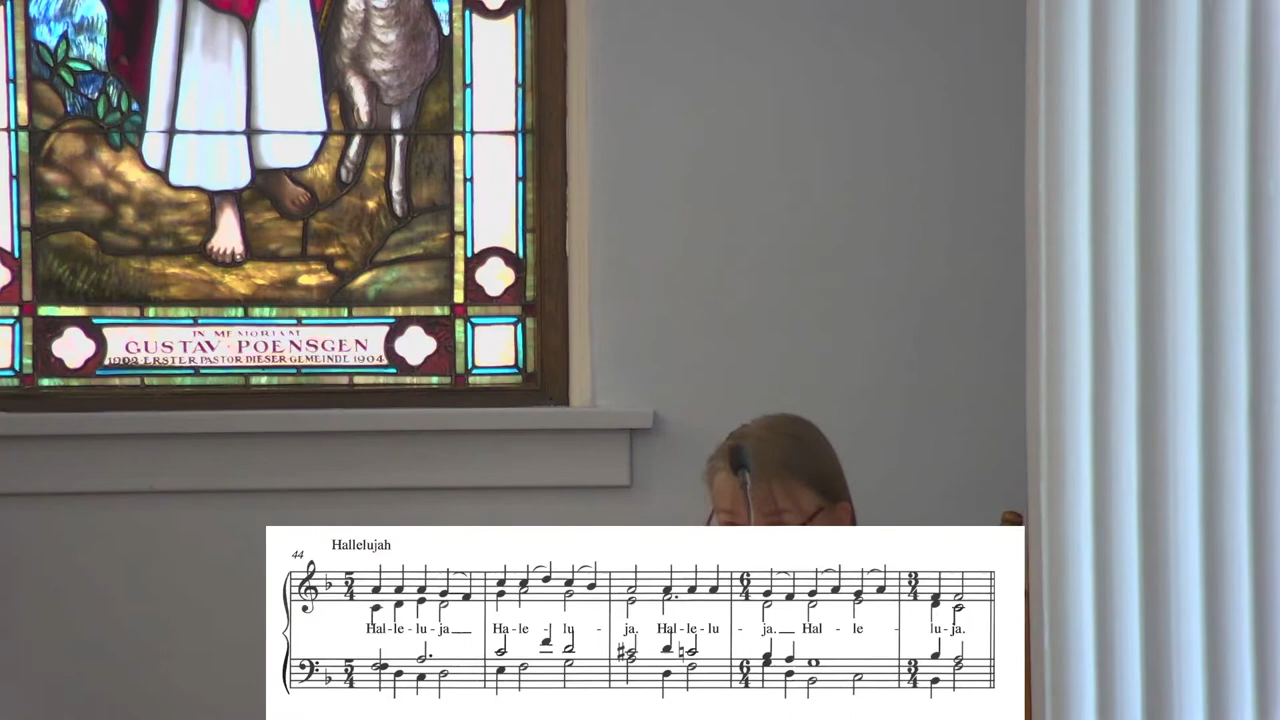 IN MEMORIAM
GUSTAV · POENSGEN
1902 · ERSTER PASTOR DIESER GEMEINDE 1904
Hallelujah
44
Hal - le - lu - ja Ha - le - lu - ja. Hal - le - lu - ja. Hal - le - lu - ja.